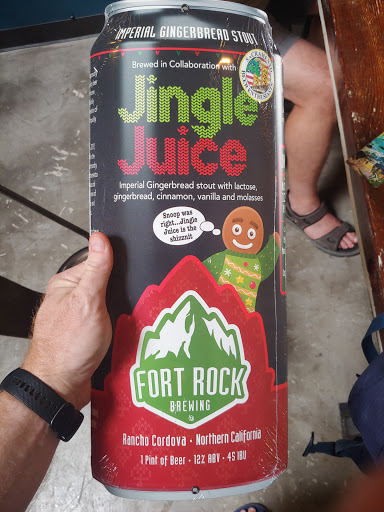 IMPERIAL GINGERBREAD STOUT
Brewed in Collaboration with
Jingle
Juice
Imperial Gingerbread stout with lactose,
gingerbread, cinnamon, vanilla and molasses
Snoop was
right...Jingle
Juice is the
shizznit
FORT ROCK
BREWING
Rancho Cordova • Northern California
1 Pint of Beer • 12% ABV • 45 IBU